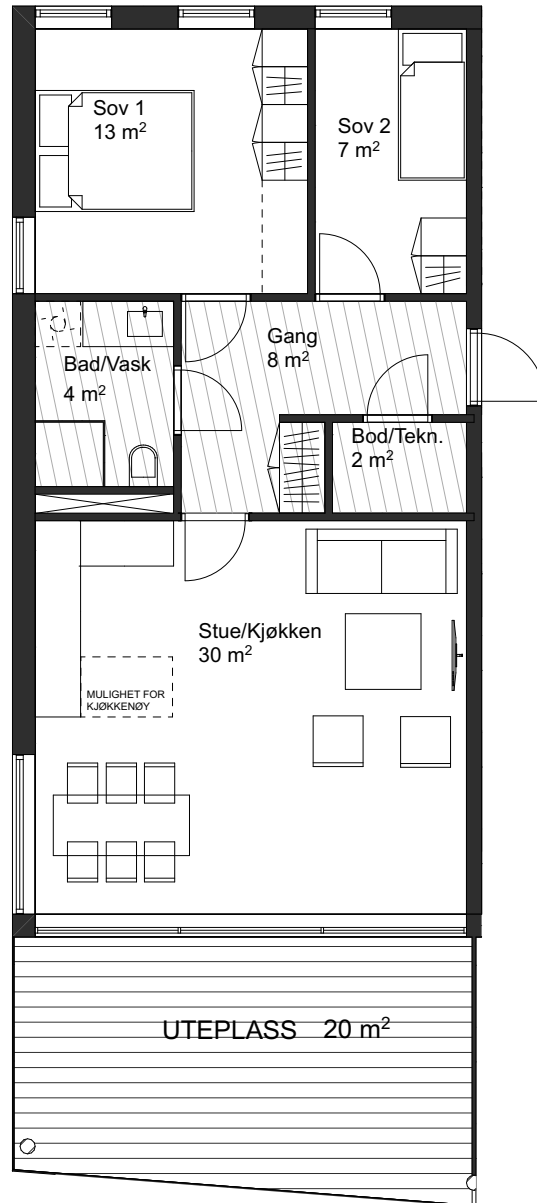 Sov 1
13 m²
Sov 2
7 m²
Gang
8 m²
Bad/Vask
4 m²
Bod/Tekn.
2 m²
Stue/Kjøkken
30 m²
MULIGHET FOR
KJØKKENØY
UTEPLASS 20 m²